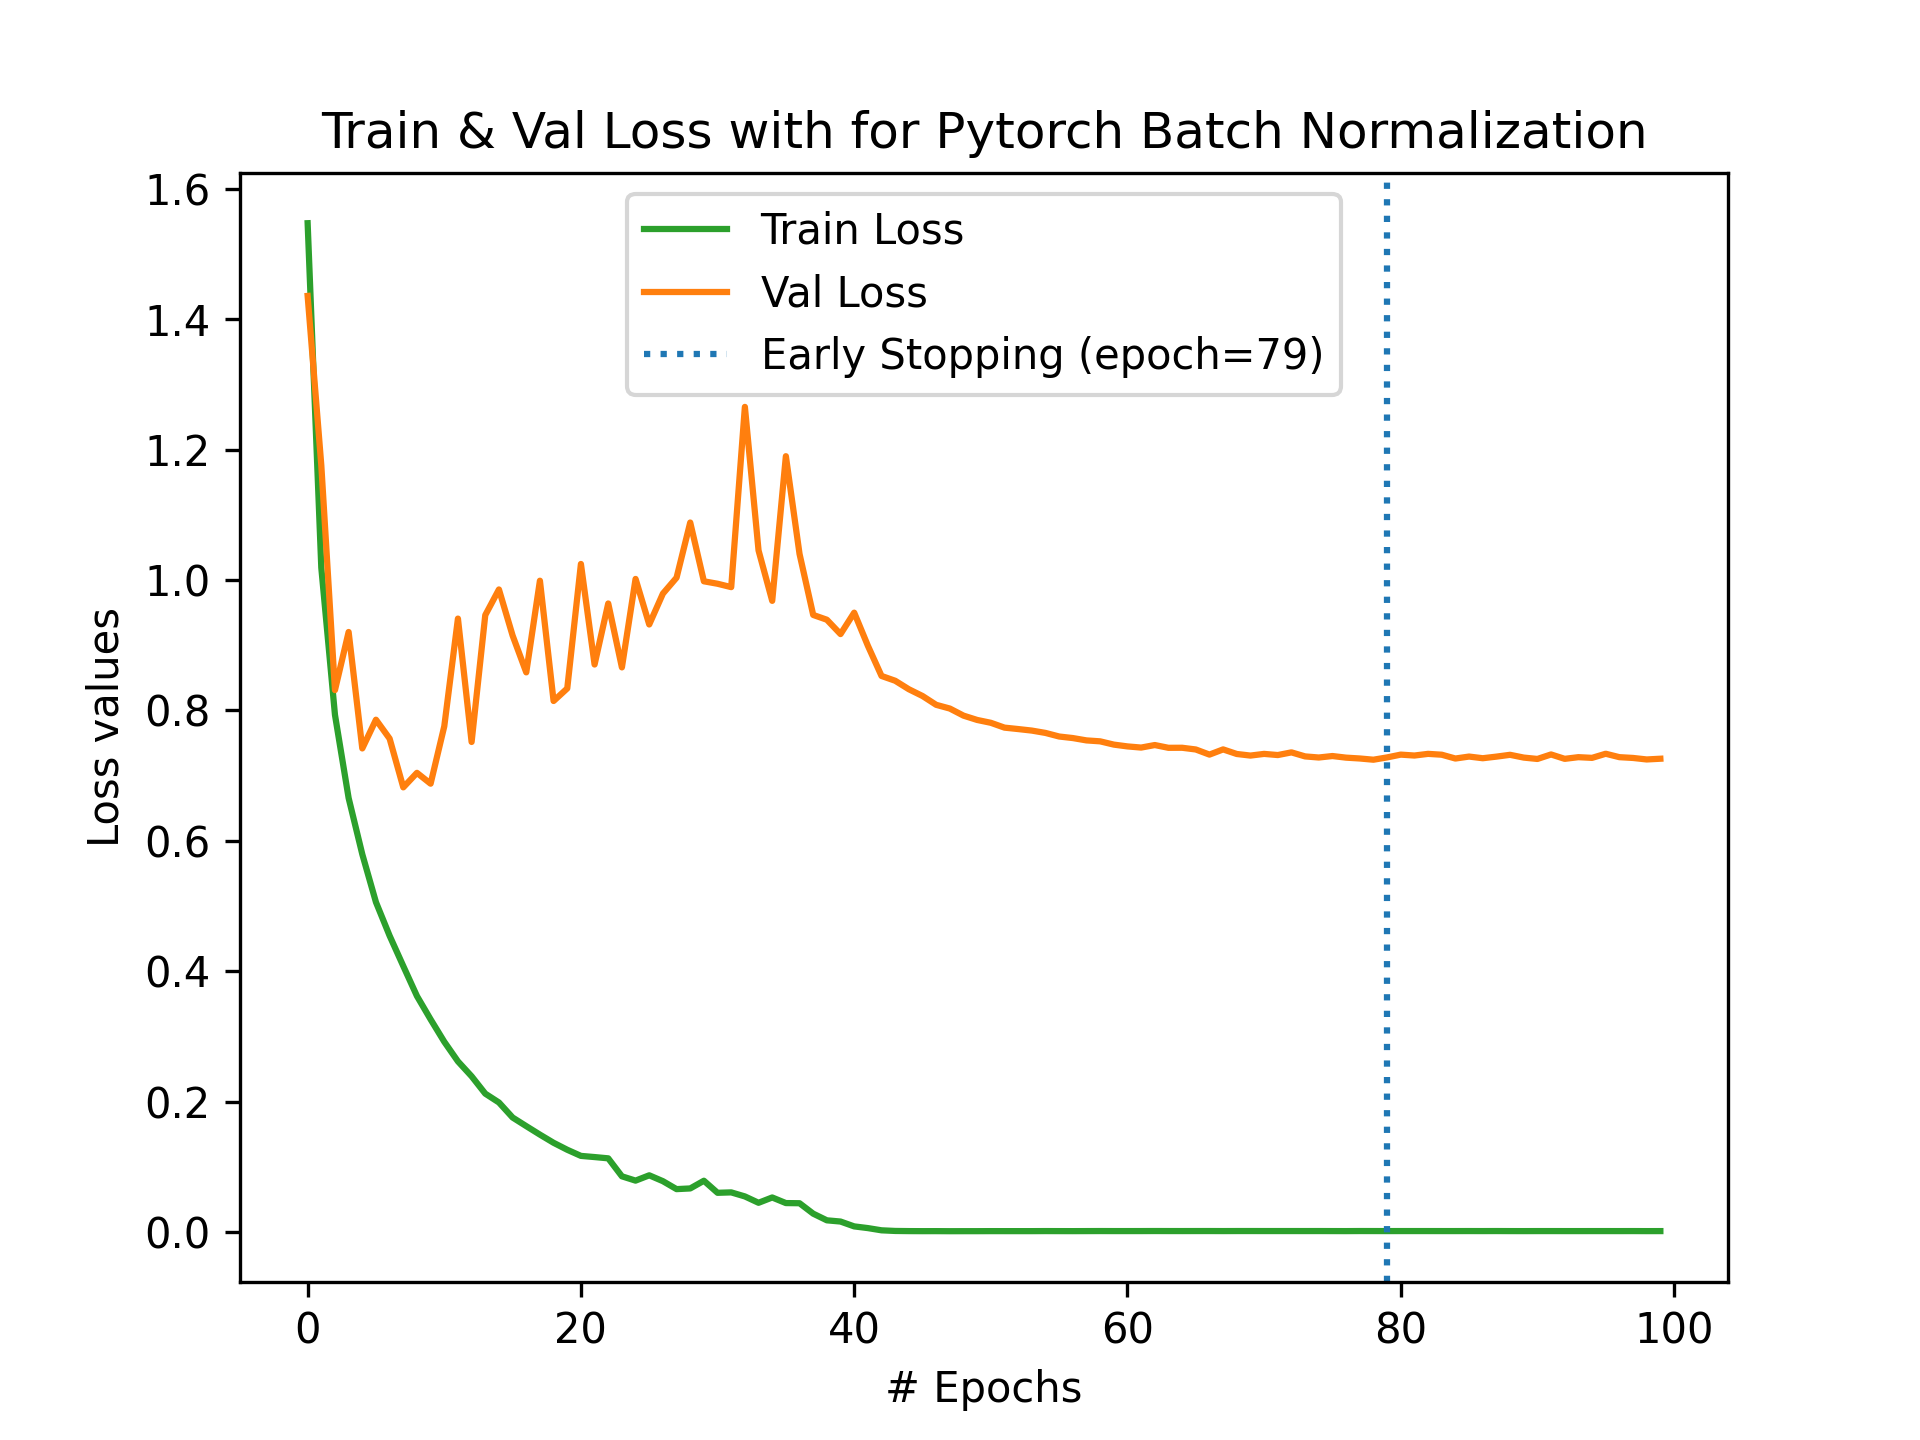 Train & Val Loss with for Pytorch Batch Normalization
1.6
1.4
1.2
1.0
0.8
0.6
0.4
0.2
0.0
Loss values
Train Loss
Val Loss
Early Stopping (epoch=79)
0 20 40 60 80 100
# Epochs